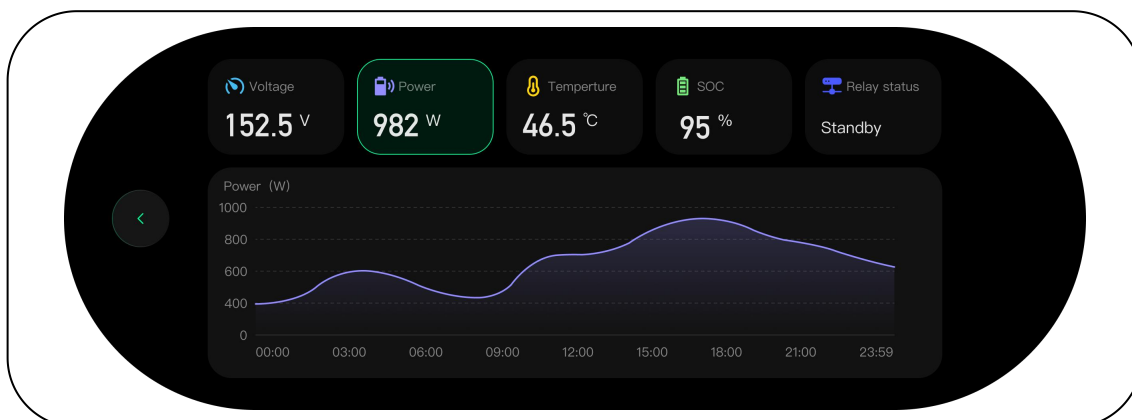 Voltage
152.5 V
Power
982 W
Temperture
46.5 ℃
SOC
95 %
Relay status
Standby
Power (W)
1000
800
600
400
0
00:00 03:00 06:00 09:00 12:00 15:00 18:00 21:00 23:59